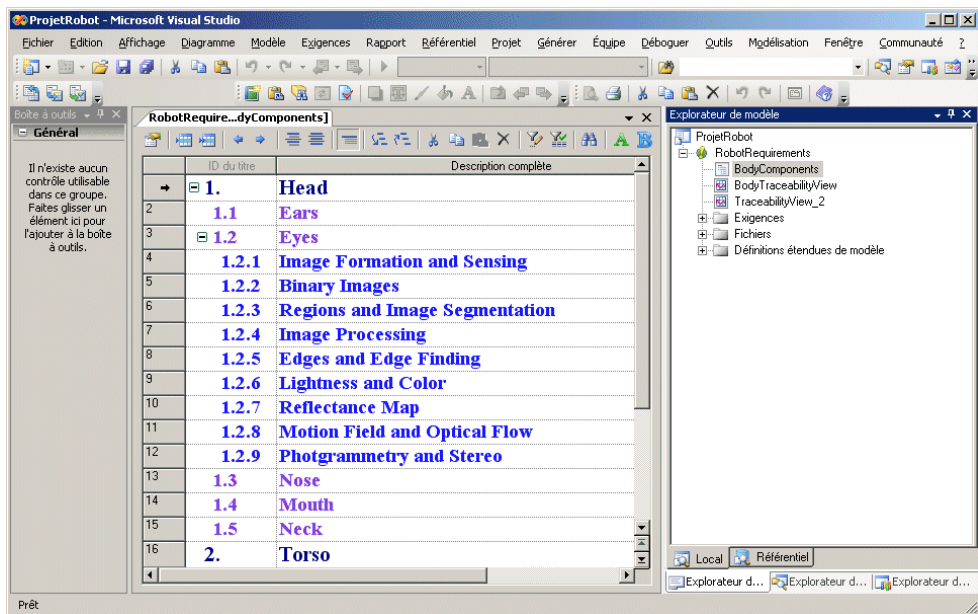 ProjetRobot - Microsoft Visual Studio
Fichier Edition Affichage Diagramme Modèle Exigences Rapport Référentiel Projet Générer Équipe Déboguer Outils Modélisation Fenêtre Communauté ?
Boîte à outils
Général
Il n'existe aucun
contrôle utilisable
dans ce groupe.
Faites glisser un
élément ici pour
l'ajouter à la boîte
à outils.
RobotRequire...dyComponents]
ID du titre Description complète
1. Head
2 1.1 Ears
3 1.2 Eyes
4 1.2.1 Image Formation and Sensing
5 1.2.2 Binary Images
6 1.2.3 Regions and Image Segmentation
7 1.2.4 Image Processing
8 1.2.5 Edges and Edge Finding
9 1.2.6 Lightness and Color
10 1.2.7 Reflectance Map
11 1.2.8 Motion Field and Optical Flow
12 1.2.9 Photgrammetry and Stereo
13 1.3 Nose
14 1.4 Mouth
15 1.5 Neck
16 2. Torso
Explorateur de modèle
ProjetRobot
RobotRequirements
BodyComponents
BodyTraceabilityView
TraceabilityView_2
Exigences
Fichiers
Définitions étendues de modèle
Local Référentiel
Explorateur d... Explorateur d... Explorateur d...
Prêt